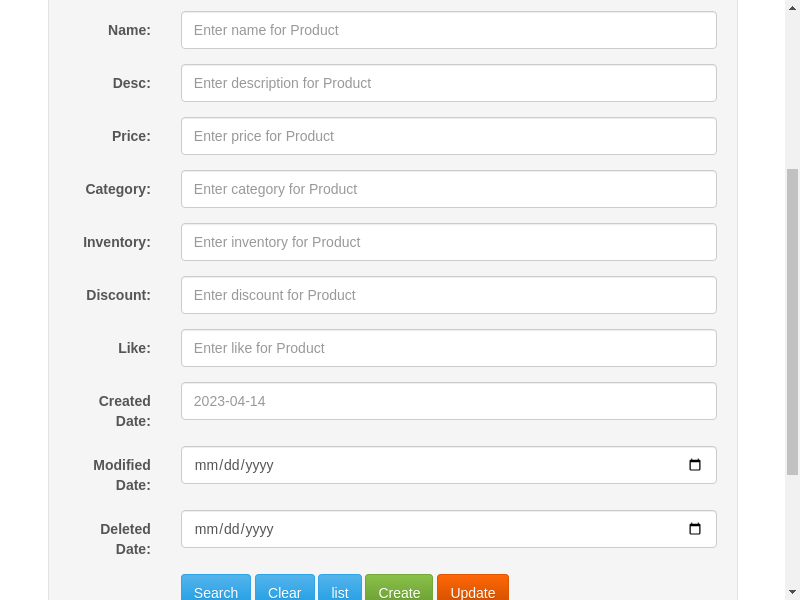 Name: Enter name for Product
Desc: Enter description for Product
Price: Enter price for Product
Category: Enter category for Product
Inventory: Enter inventory for Product
Discount: Enter discount for Product
Like: Enter like for Product
Created Date: 2023-04-14
Modified Date: mm/dd/yyyy
Deleted Date: mm/dd/yyyy
Search Clear list Create Update